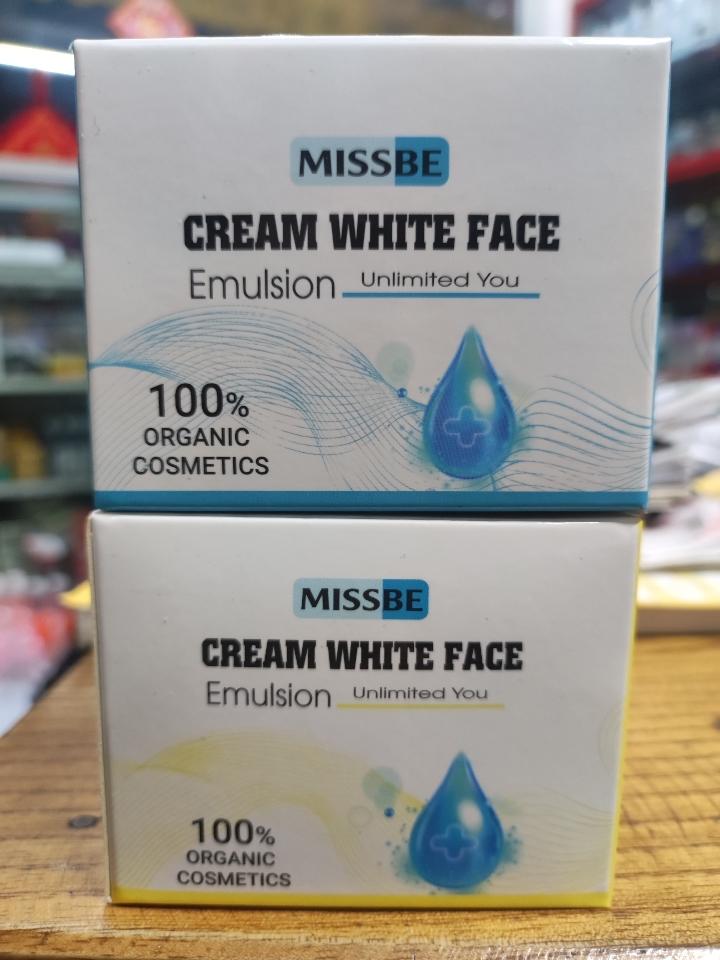 MISSBE
CREAM WHITE FACE
Emulsion Unlimited You
100%
ORGANIC
COSMETICS
MISSBE
CREAM WHITE FACE
Emulsion Unlimited You
100%
ORGANIC
COSMETICS